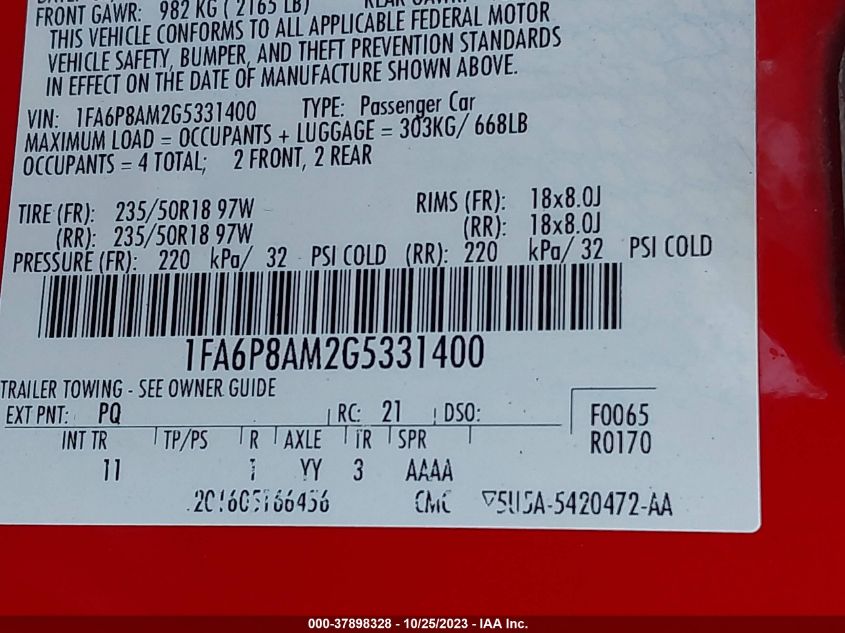 FRONT GAWR: 982 KG ( 2165 LB)
THIS VEHICLE CONFORMS TO ALL APPLICABLE FEDERAL MOTOR
VEHICLE SAFETY, BUMPER, AND THEFT PREVENTION STANDARDS
IN EFFECT ON THE DATE OF MANUFACTURE SHOWN ABOVE.
VIN: 1FA6P8AM2G5331400 TYPE: Passenger Car
MAXIMUM LOAD = OCCUPANTS + LUGGAGE = 303KG/ 668LB
OCCUPANTS = 4 TOTAL; 2 FRONT, 2 REAR
TIRE (FR): 235/50R18 97W RIMS (FR): 18x8.0J
(RR): 235/50R18 97W (RR): 18x8.0J
PRESSURE (FR): 220 kPa/ 32 PSI COLD (RR): 220 kPa/ 32 PSI COLD
1FA6P8AM2G5331400
TRAILER TOWING - SEE OWNER GUIDE
EXT PNT: PQ RC: 21 DSO: F0065
INT TR TP/PS R AXLE TR SPR R0170
11 1 YY 3 AAAA
CMC
000-37898328 - 10/25/2023 - IAA Inc.